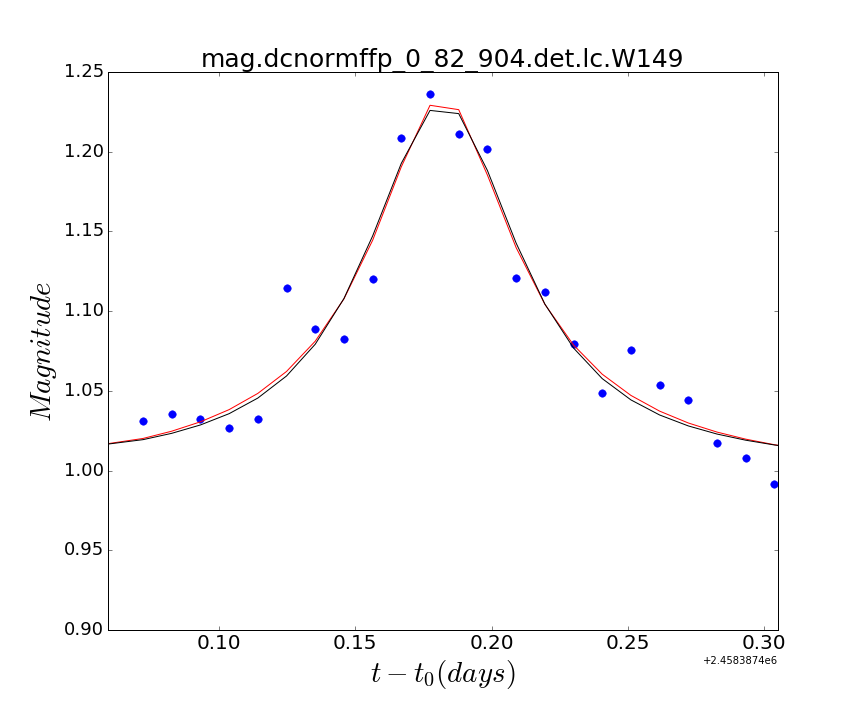 mag.dcnormffp_0_82_904.det.lc.W149
1.25
1.20
1.15
1.10
1.05
1.00
0.95
0.90
Magnitude
0.10 0.15 0.20 0.25 0.30
+2.4583874e6
t − t₀(days)